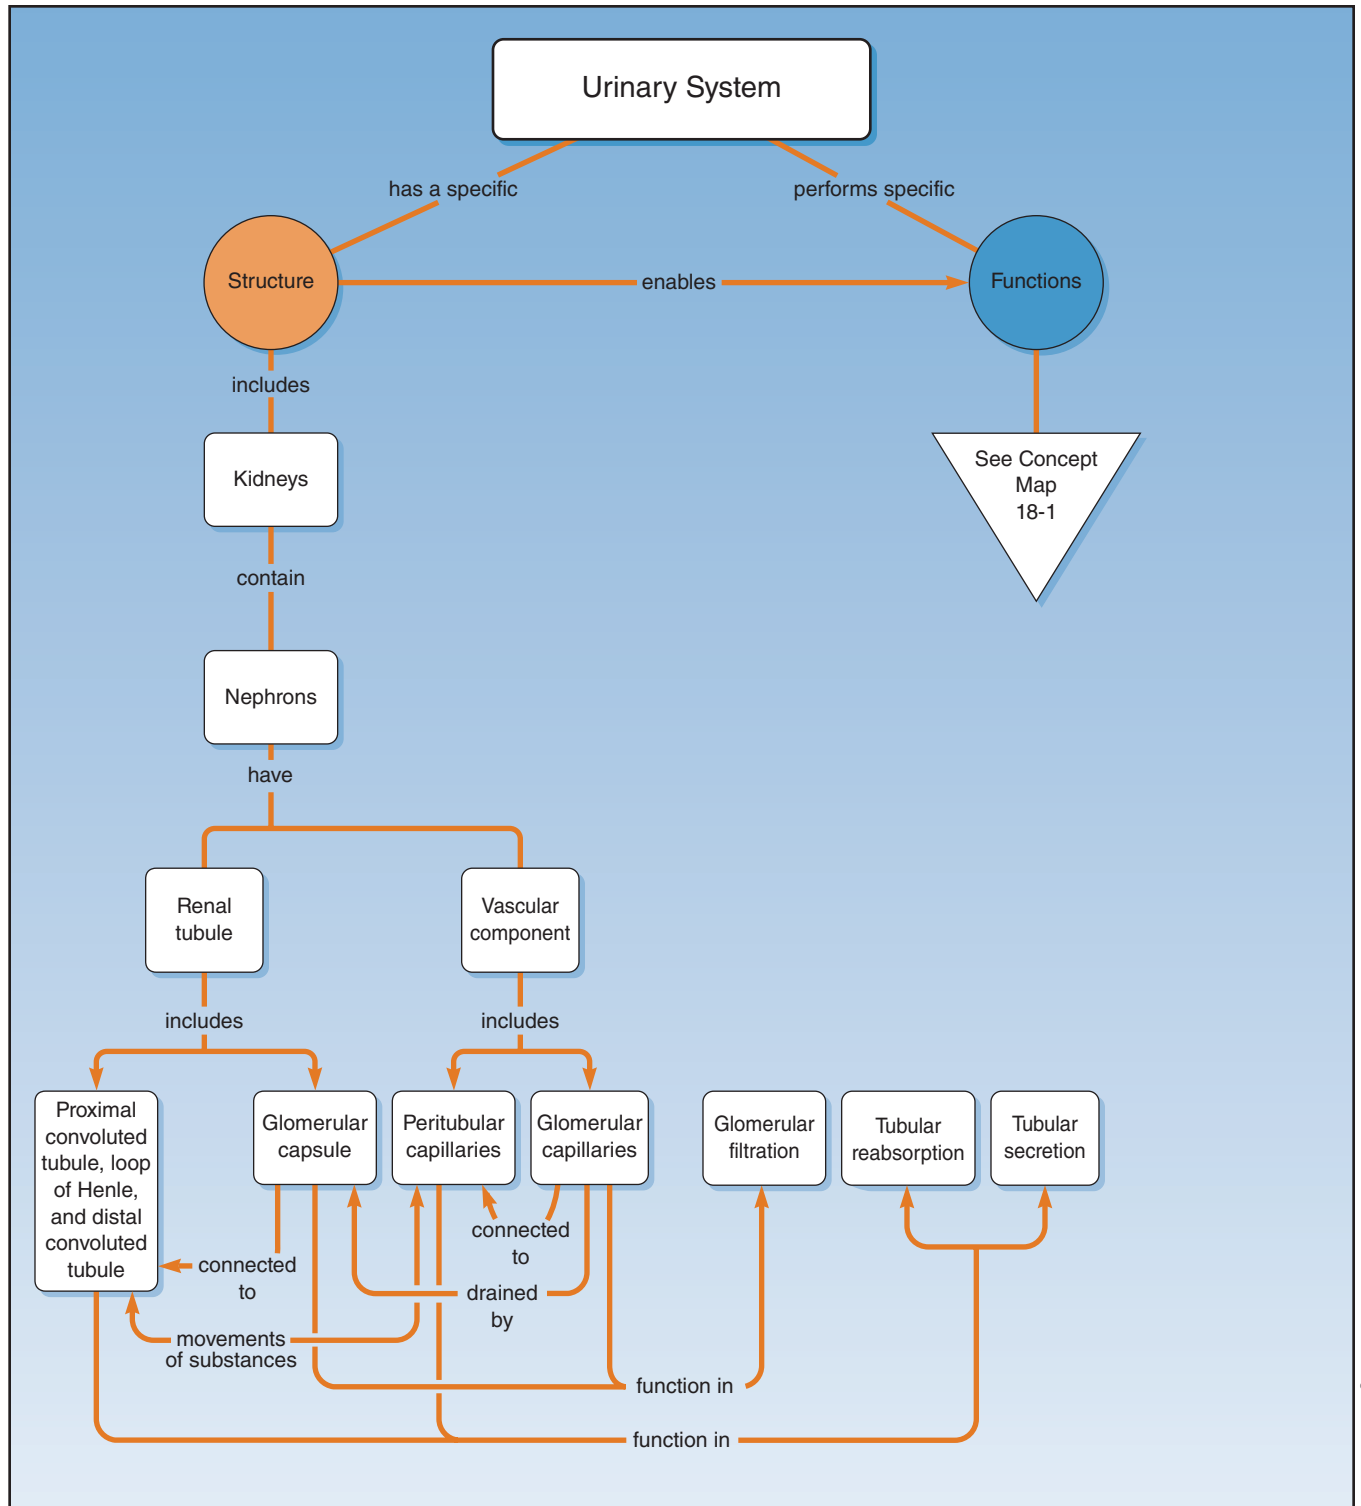 Urinary System
has a specific
performs specific
Structure
enables
Functions
includes
See Concept
Map
18-1
Kidneys
contain
Nephrons
have
Renal
tubule
Vascular
component
includes
includes
Proximal
convoluted
tubule, loop
of Henle,
and distal
convoluted
tubule
Glomerular
capsule
Peritubular
capillaries
Glomerular
capillaries
Glomerular
filtration
Tubular
reabsorption
Tubular
secretion
connected
to
connected
to
drained
by
movements
of substances
function in
function in